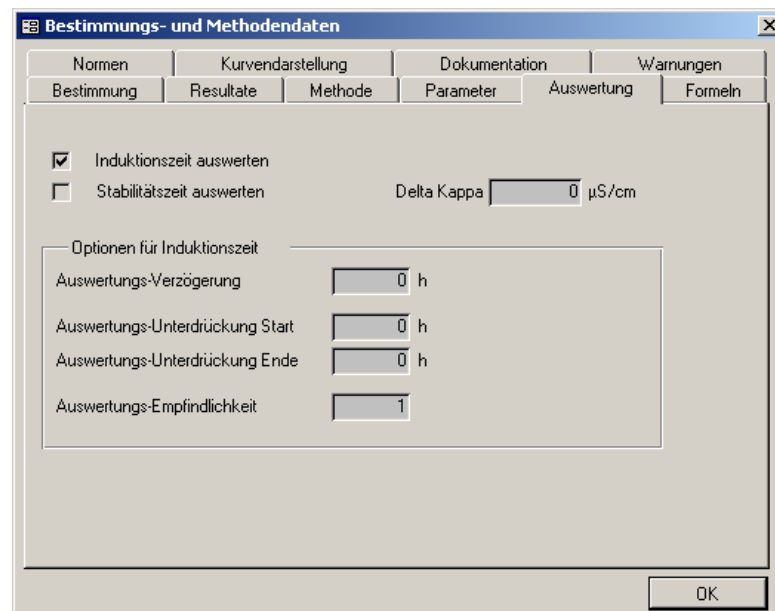 Bestimmungs- und Methodendaten
Normen Kurvendarstellung Dokumentation Warnungen
Bestimmung Resultate Methode Parameter Auswertung Formeln
Induktionszeit auswerten
Stabilitätszeit auswerten Delta Kappa 0 µS/cm
Optionen für Induktionszeit
Auswertungs-Verzögerung 0 h
Auswertungs-Unterdrückung Start 0 h
Auswertungs-Unterdrückung Ende 0 h
Auswertungs-Empfindlichkeit 1
OK